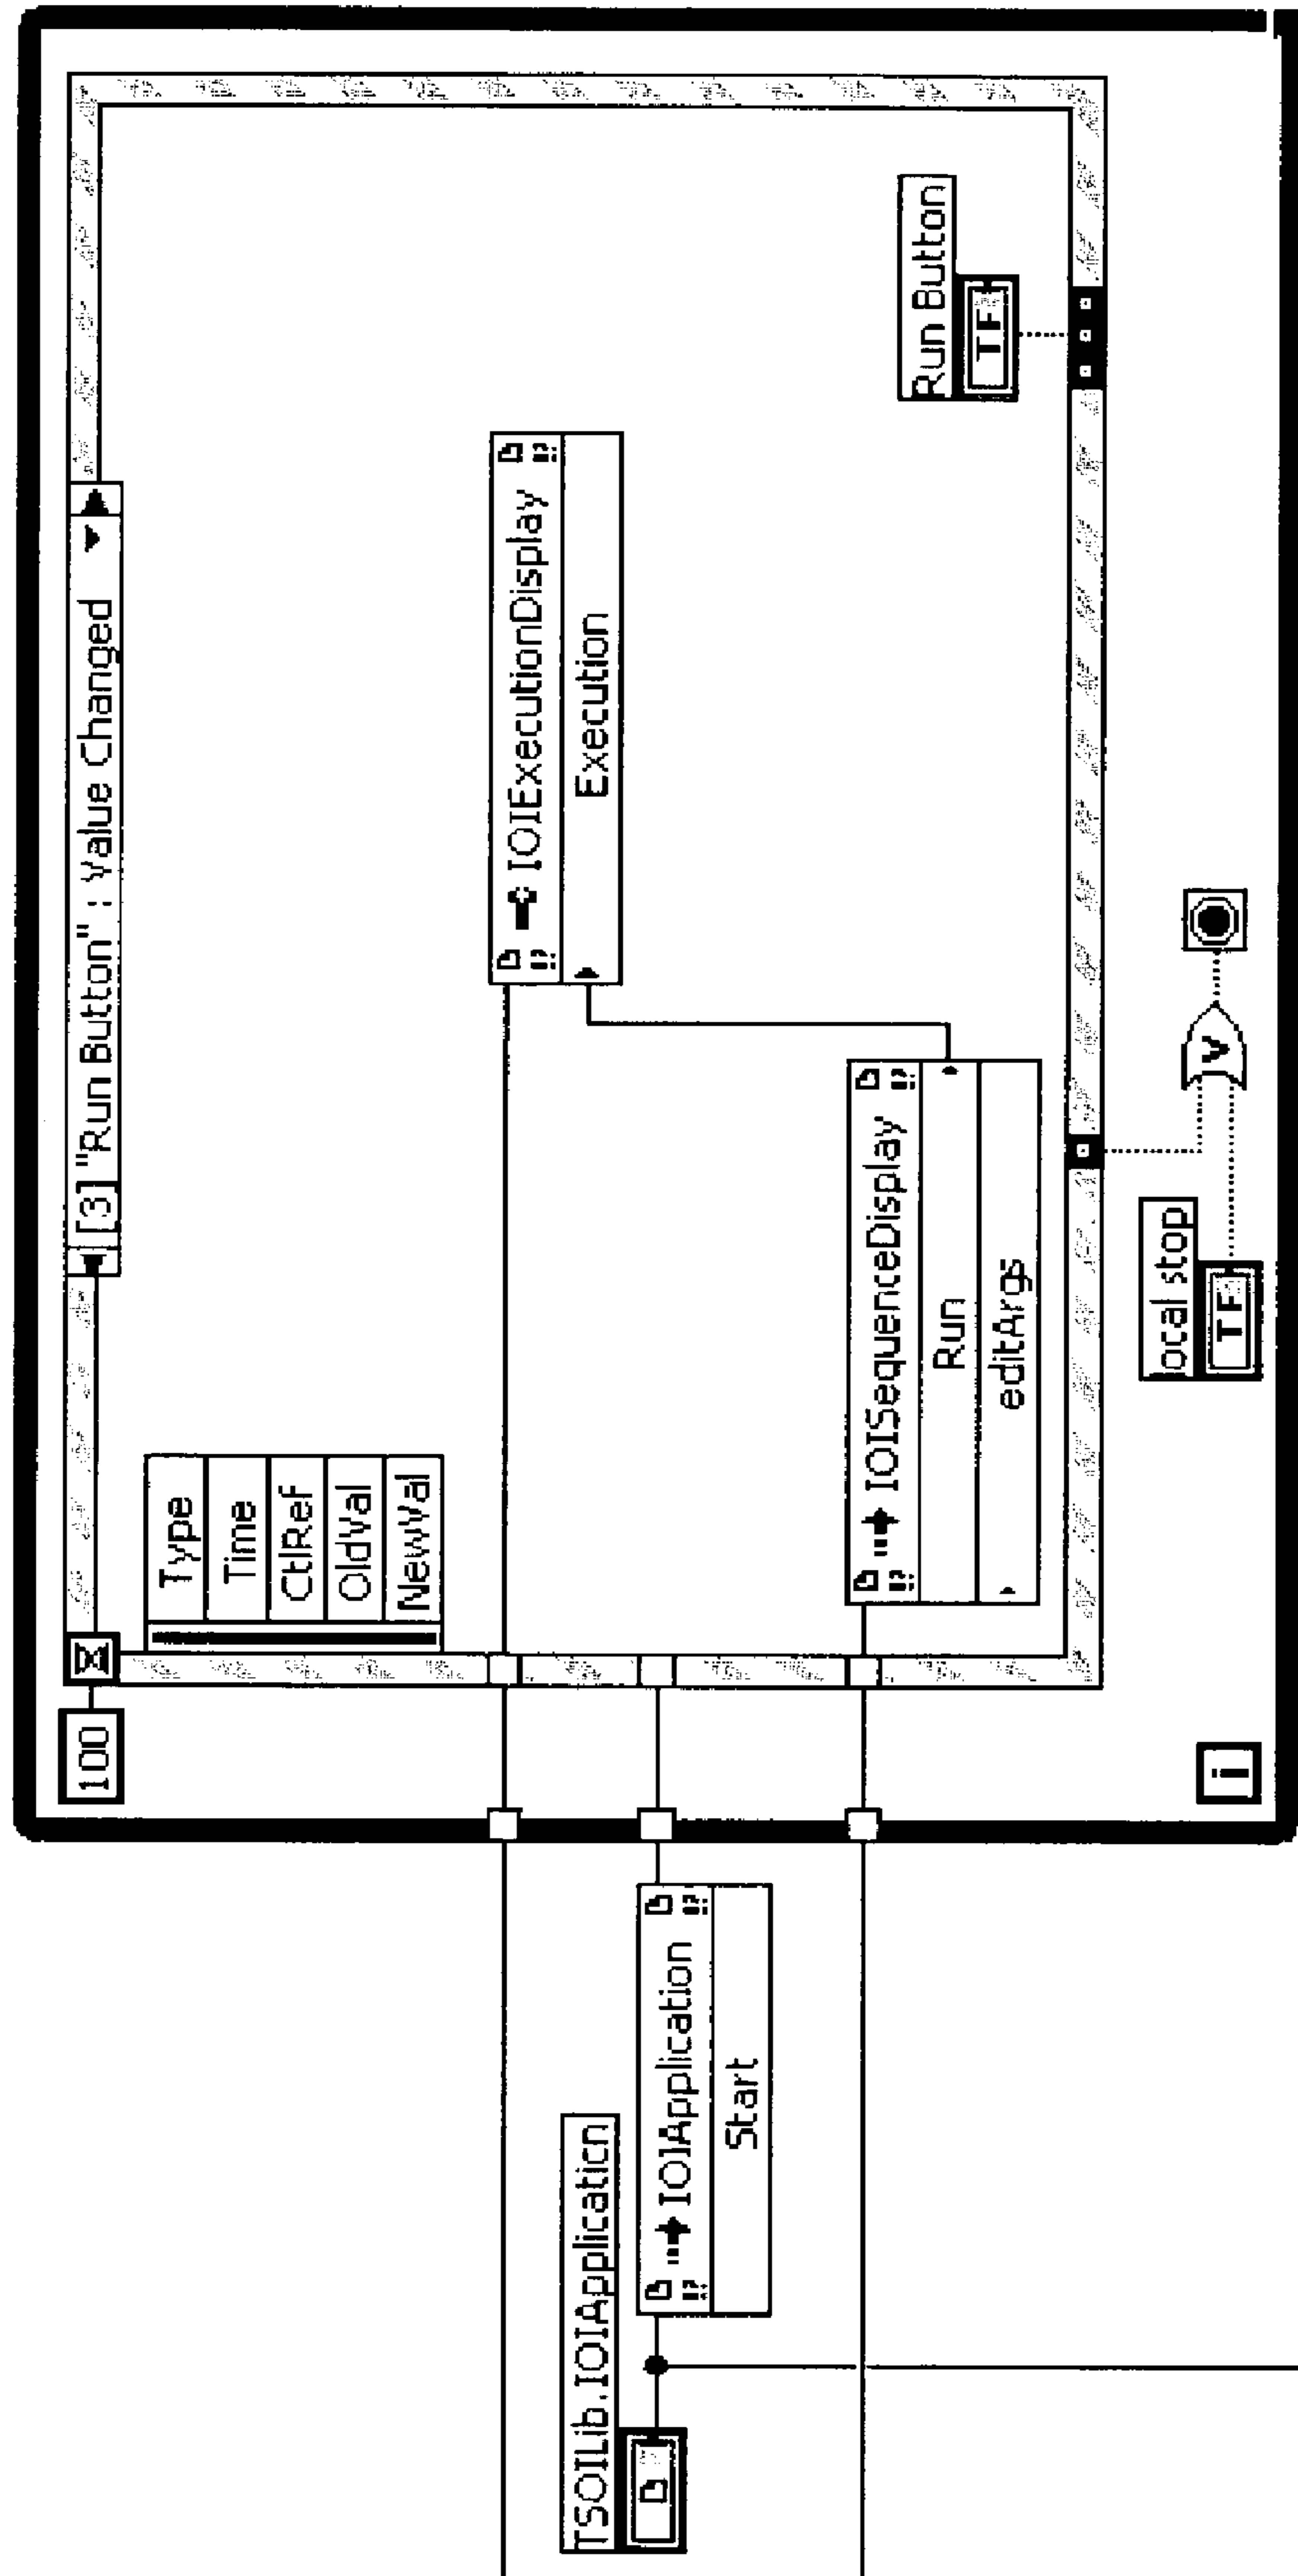 100
[3] "Run Button" : Value Changed
Type
Time
CtlRef
OldVal
NewVal
IOIExecutionDisplay
Execution
TSOILib.IOIApplication
IOIApplication
Start
IOISequenceDisplay
Run
editArgs
Run Button
TF
local stop
TF
V
i